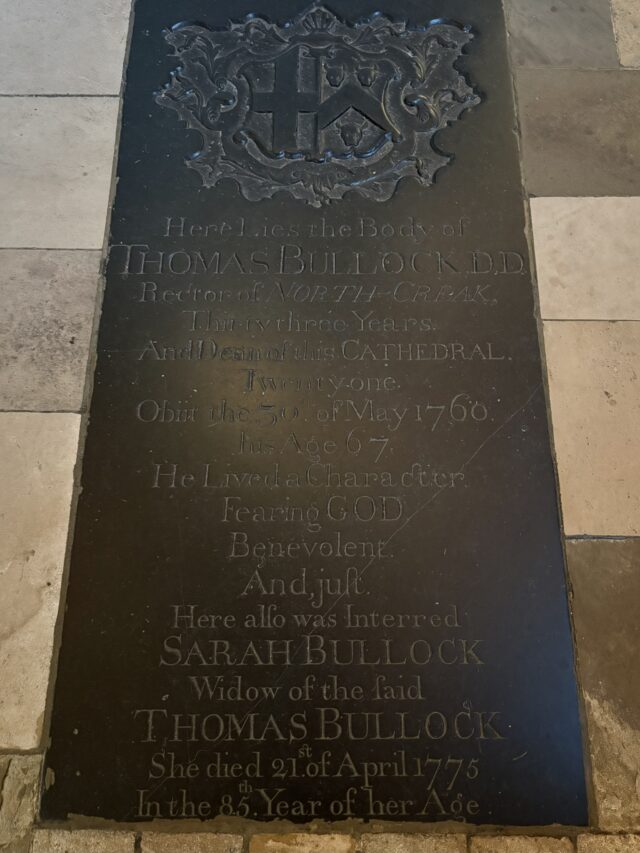 Here Lies the Body of
THOMAS BULLOCK.D.D.
Rector of NORTH-CREAK,
Thirty three Years.
And Dean of this CATHEDRAL.
Twenty one.
Obiit the 30th of May 1760.
his Age 67.
He Lived a Character.
Fearing GOD
Benevolent.
And, juſt.
Here alſo was Interred
SARAH BULLOCK
Widow of the ſaid
THOMAS BULLOCK
She died 21st of April 1775
In the 85th Year of her Age